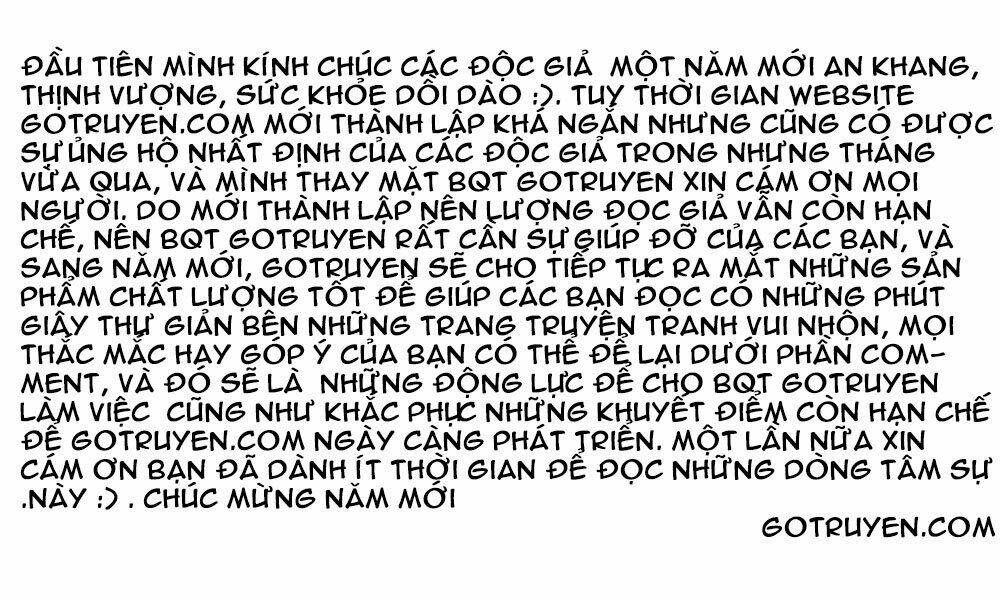 ĐẦU TIÊN MÌNH KÍNH CHÚC CÁC ĐỘC GIẢ MỘT NĂM MỚI AN KHANG,
THỊNH VƯỢNG, SỨC KHỎE DỒI DÀO :). TUY THỜI GIAN WEBSITE
GOTRUYEN.COM MỚI THÀNH LẬP KHÁ NGẮN NHƯNG CŨNG CÓ ĐƯỢC
SỰ ỦNG HỘ NHẤT ĐỊNH CỦA CÁC ĐỘC GIẢ TRONG NHƯNG THÁNG
VỪA QUA, VÀ MÌNH THAY MẶT BQT GOTRUYEN XIN CÁM ƠN MỌI
NGƯỜI. DO MỚI THÀNH LẬP NÊN LƯỢNG ĐỌC GIẢ VẪN CÒN HẠN
CHẾ, NÊN BQT GOTRUYEN RẤT CẦN SỰ GIÚP ĐỠ CỦA CÁC BẠN, VÀ
SANG NĂM MỚI, GOTRUYEN SẼ CHO TIẾP TỤC RA MẮT NHỮNG SẢN
PHẨM CHẤT LƯỢNG TỐT ĐỂ GIÚP CÁC BẠN ĐỌC CÓ NHỮNG PHÚT
GIÂY THƯ GIẢN BÊN NHỮNG TRANG TRUYỆN TRANH VUI NHỘN, MỌI
THẮC MẮC HAY GÓP Ý CỦA BẠN CÓ THỂ ĐỂ LẠI DƯỚI PHẦN COM-
MENT, VÀ ĐÓ SẼ LÀ NHỮNG ĐỘNG LỰC ĐỂ CHO BQT GOTRUYEN
LÀM VIỆC CŨNG NHƯ KHẮC PHỤC NHỮNG KHUYẾT ĐIỂM CÒN HẠN CHẾ
ĐỂ GOTRUYEN.COM NGÀY CÀNG PHÁT TRIỂN. MỘT LẦN NỮA XIN
CÁM ƠN BẠN ĐÃ DÀNH ÍT THỜI GIAN ĐỂ ĐỌC NHỮNG DÒNG TÂM SỰ
.NÀY :) . CHÚC MỪNG NĂM MỚI
GOTRUYEN.COM